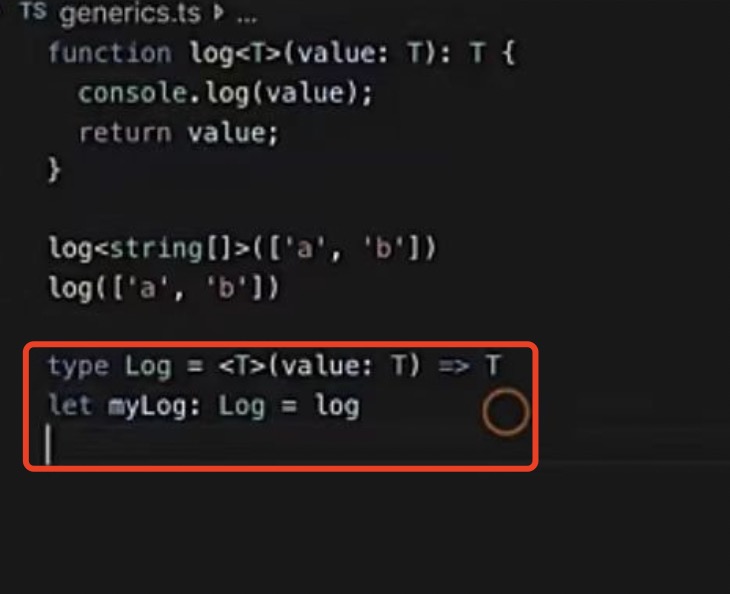 TS generics.ts ▸ ...
function log<T>(value: T): T {
console.log(value);
return value;
}
log<string[]>(['a', 'b'])
log(['a', 'b'])
type Log = <T>(value: T) => T
let myLog: Log = log